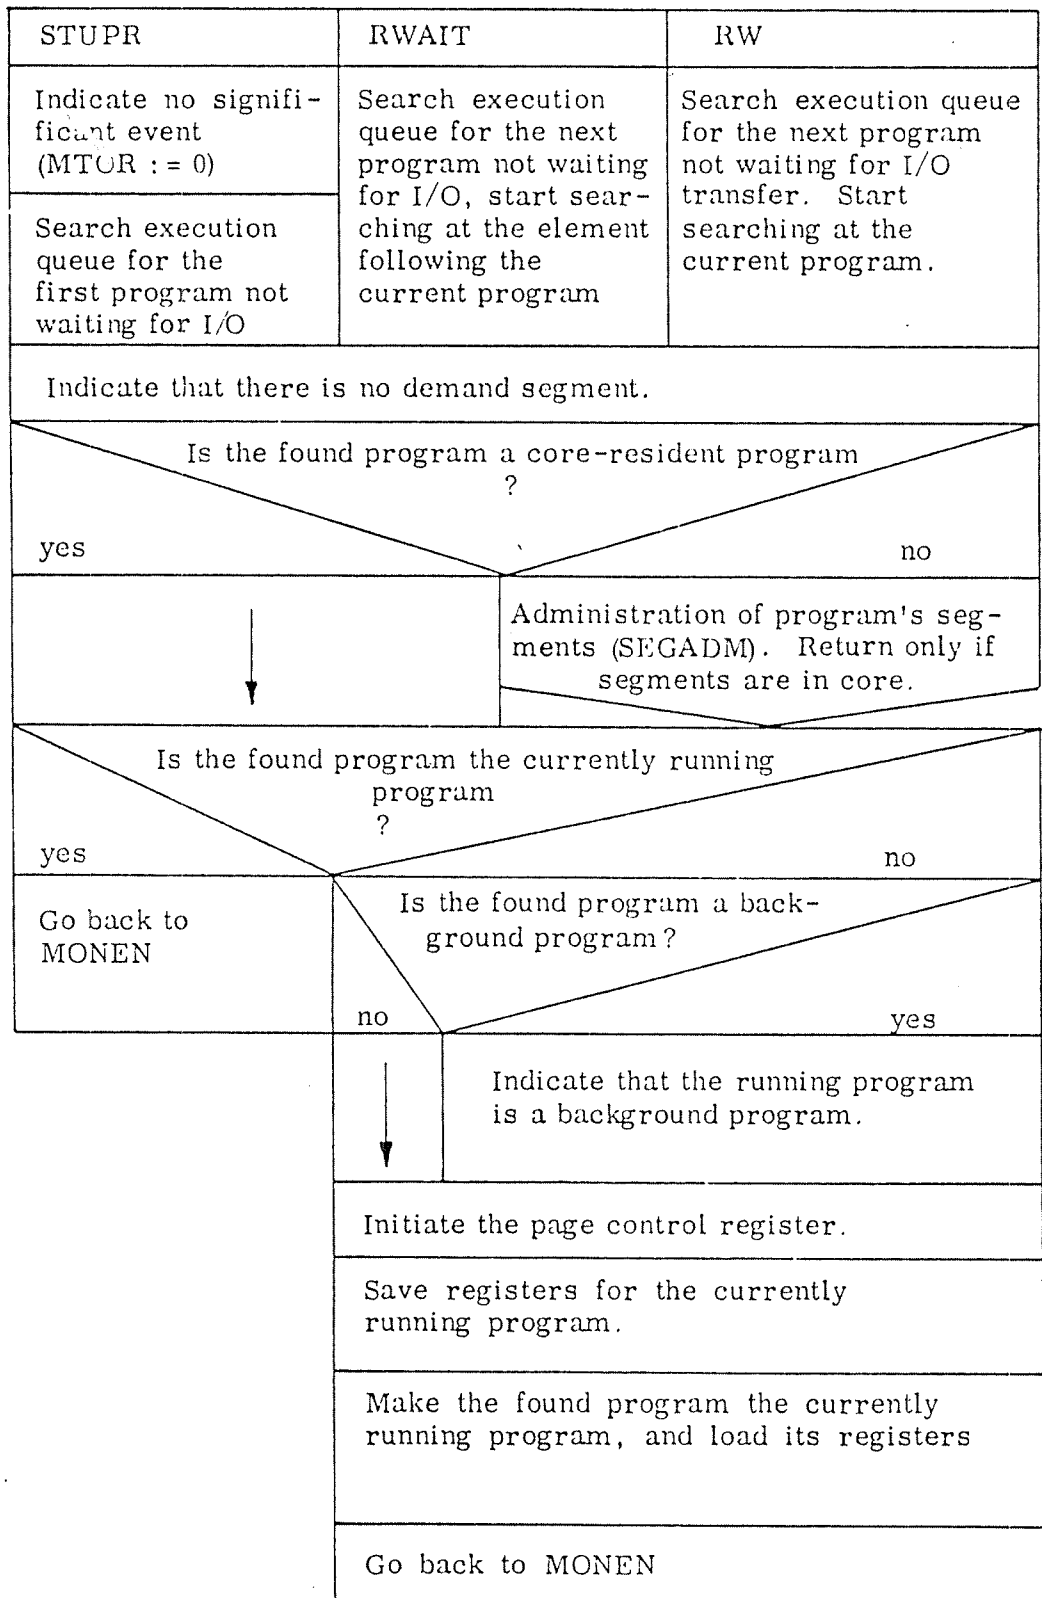 STUPR
RWAIT
RW
Indicate no signifi-
ficant event
(MTOR := 0)
Search execution
queue for the
first program not
waiting for I/O
Search execution
queue for the next
program not waiting
for I/O, start sear-
ching at the element
following the
current program
Search execution queue
for the next program
not waiting for I/O
transfer. Start
searching at the
current program.
Indicate that there is no demand segment.
Is the found program a core-resident program
?
yes
no
Administration of program's seg-
ments (SEGADM). Return only if
segments are in core.
Is the found program the currently running
program
?
yes
no
Go back to
MONEN
Is the found program a back-
ground program?
no
yes
Indicate that the running program
is a background program.
Initiate the page control register.
Save registers for the currently
running program.
Make the found program the currently
running program, and load its registers
Go back to MONEN